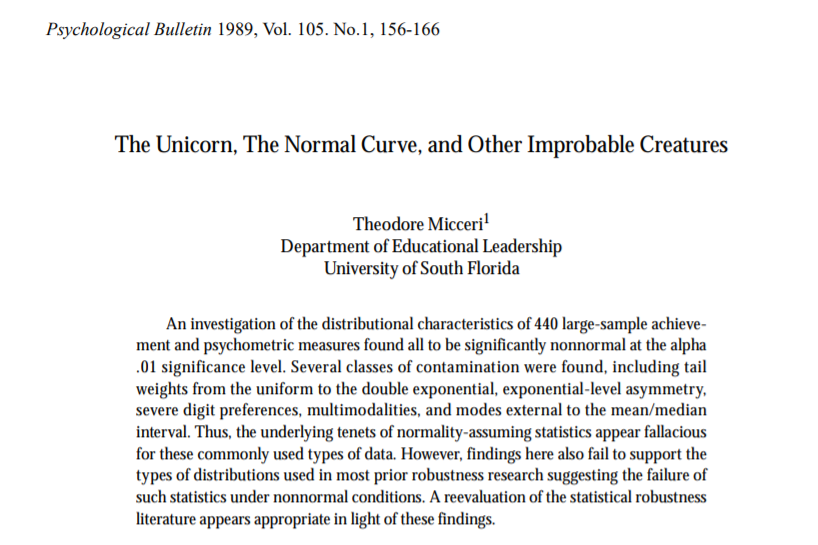 Psychological Bulletin 1989, Vol. 105. No.1, 156-166
The Unicorn, The Normal Curve, and Other Improbable Creatures
Theodore Micceri1
Department of Educational Leadership
University of South Florida
An investigation of the distributional characteristics of 440 large-sample achieve-
ment and psychometric measures found all to be significantly nonnormal at the alpha
.01 significance level. Several classes of contamination were found, including tail
weights from the uniform to the double exponential, exponential-level asymmetry,
severe digit preferences, multimodalities, and modes external to the mean/median
interval. Thus, the underlying tenets of normality-assuming statistics appear fallacious
for these commonly used types of data. However, findings here also fail to support the
types of distributions used in most prior robustness research suggesting the failure of
such statistics under nonnormal conditions. A reevaluation of the statistical robustness
literature appears appropriate in light of these findings.